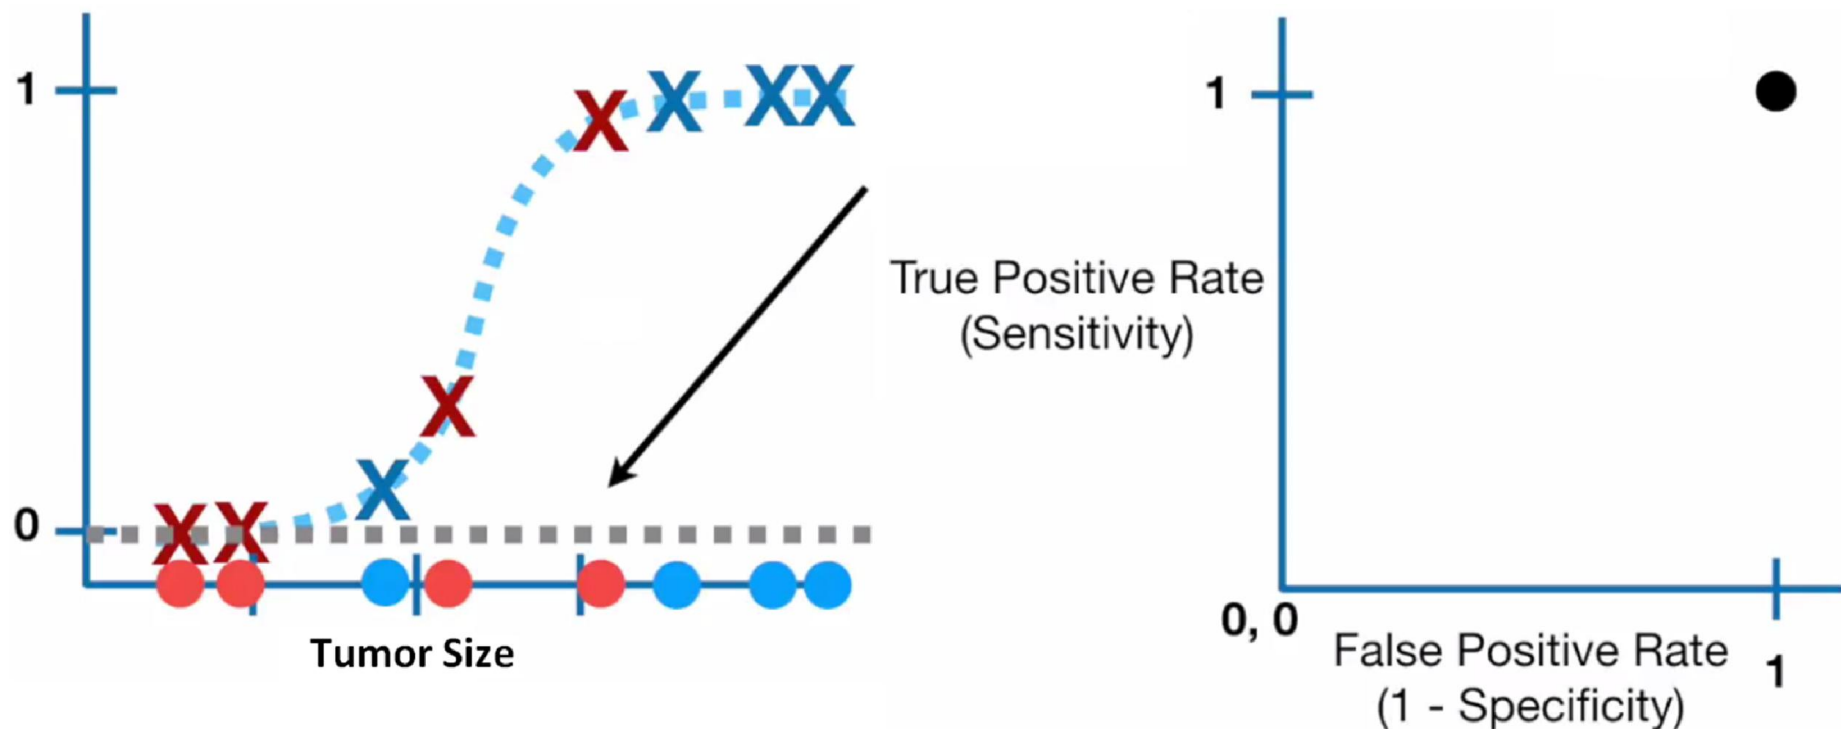 1
0
Tumor Size
1
True Positive Rate
(Sensitivity)
0, 0
False Positive Rate
(1 - Specificity)
1